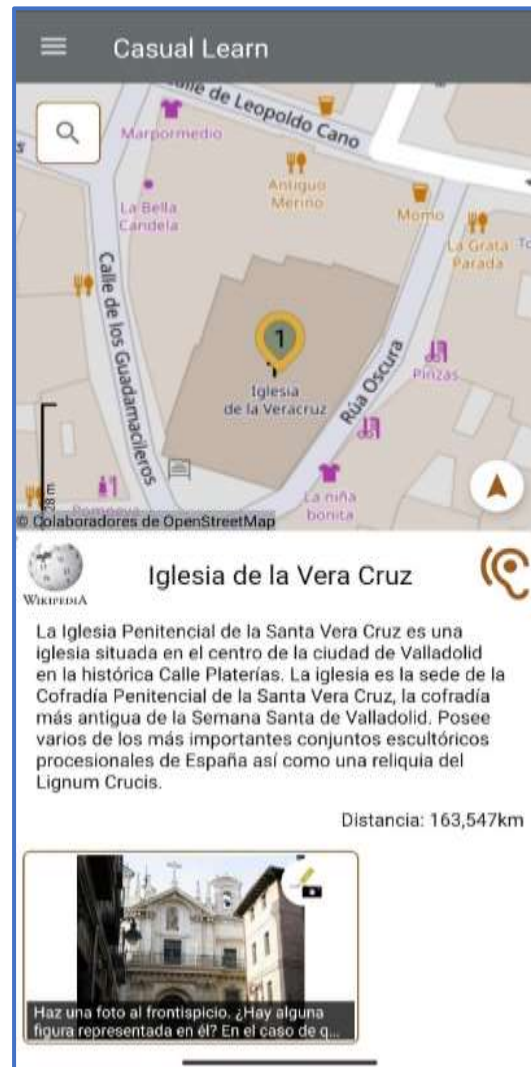 Casual Learn
Calle de Leopoldo Cano
Marpormedio
Antiguo
Merino
La Bella
Candela
Momo
La Grata
Parada
To
Calle de los Guadamacileros
1
Iglesia
de la Veracruz
Rúa Oscura
Pinzas
La niña
bonita
28 m
© Colaboradores de OpenStreetMap
WIKIPEDIA
Iglesia de la Vera Cruz
La Iglesia Penitencial de la Santa Vera Cruz es una
iglesia situada en el centro de la ciudad de Valladolid
en la histórica Calle Platerías. La iglesia es la sede de la
Cofradía Penitencial de la Santa Vera Cruz, la cofradía
más antigua de la Semana Santa de Valladolid. Posee
varios de los más importantes conjuntos escultóricos
procesionales de España así como una reliquia del
Lignum Crucis.
Distancia: 163,547km
Haz una foto al frontispicio. ¿Hay alguna
figura representada en él? En el caso de q...